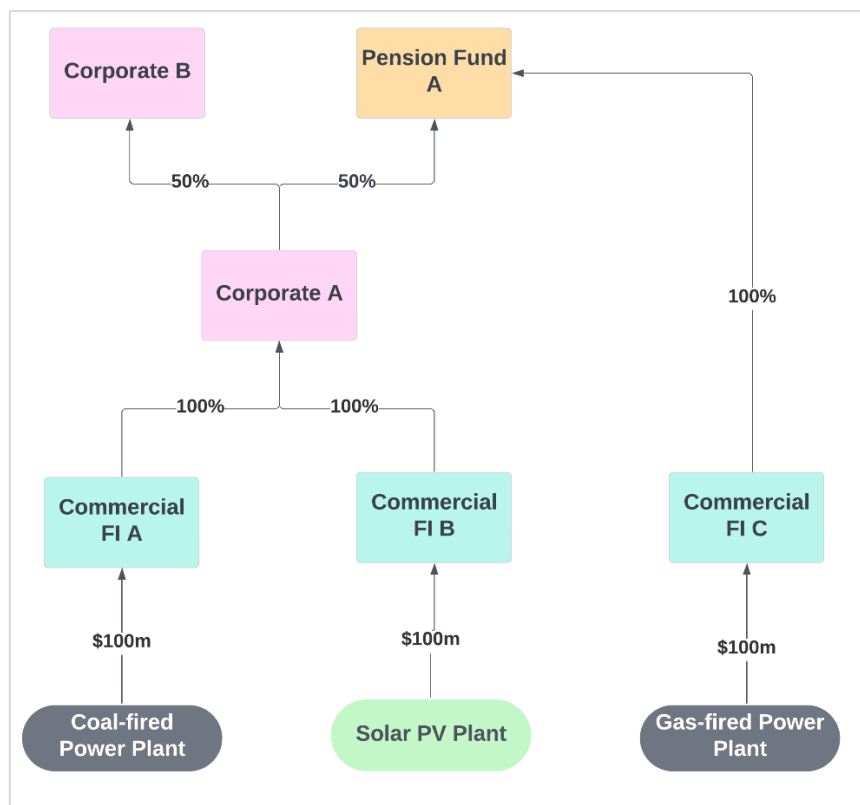 Corporate B
Pension Fund
A
50%
50%
Corporate A
100%
100%
100%
Commercial
FI A
Commercial
FI B
Commercial
FI C
$100m
$100m
$100m
Coal-fired
Power Plant
Solar PV Plant
Gas-fired Power
Plant